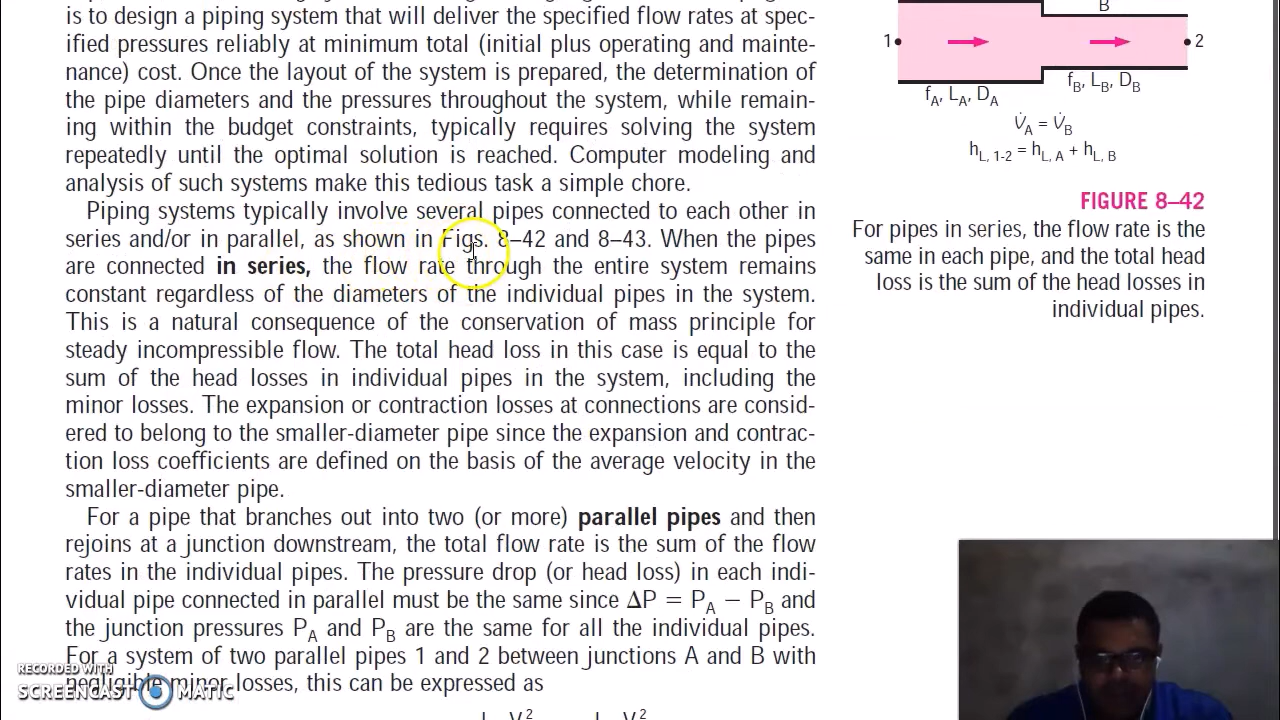 is to design a piping system that will deliver the specified flow rates at spec-
ified pressures reliably at minimum total (initial plus operating and mainte-
nance) cost. Once the layout of the system is prepared, the determination of
the pipe diameters and the pressures throughout the system, while remain-
ing within the budget constraints, typically requires solving the system
repeatedly until the optimal solution is reached. Computer modeling and
analysis of such systems make this tedious task a simple chore.
Piping systems typically involve several pipes connected to each other in
series and/or in parallel, as shown in Figs. 8–42 and 8–43. When the pipes
are connected in series, the flow rate through the entire system remains
constant regardless of the diameters of the individual pipes in the system.
This is a natural consequence of the conservation of mass principle for
steady incompressible flow. The total head loss in this case is equal to the
sum of the head losses in individual pipes in the system, including the
minor losses. The expansion or contraction losses at connections are consid-
ered to belong to the smaller-diameter pipe since the expansion and contrac-
tion loss coefficients are defined on the basis of the average velocity in the
smaller-diameter pipe.
For a pipe that branches out into two (or more) parallel pipes and then
rejoins at a junction downstream, the total flow rate is the sum of the flow
rates in the individual pipes. The pressure drop (or head loss) in each indi-
vidual pipe connected in parallel must be the same since ΔP = P_A − P_B and
the junction pressures P_A and P_B are the same for all the individual pipes.
For a system of two parallel pipes 1 and 2 between junctions A and B with
negligible minor losses, this can be expressed as
B
1 2
f_A, L_A, D_A
f_B, L_B, D_B
V̇_A = V̇_B
h_L, 1-2 = h_L, A + h_L, B
FIGURE 8–42
For pipes in series, the flow rate is the
same in each pipe, and the total head
loss is the sum of the head losses in
individual pipes.
RECORDED WITH
SCREENCAST MATIC